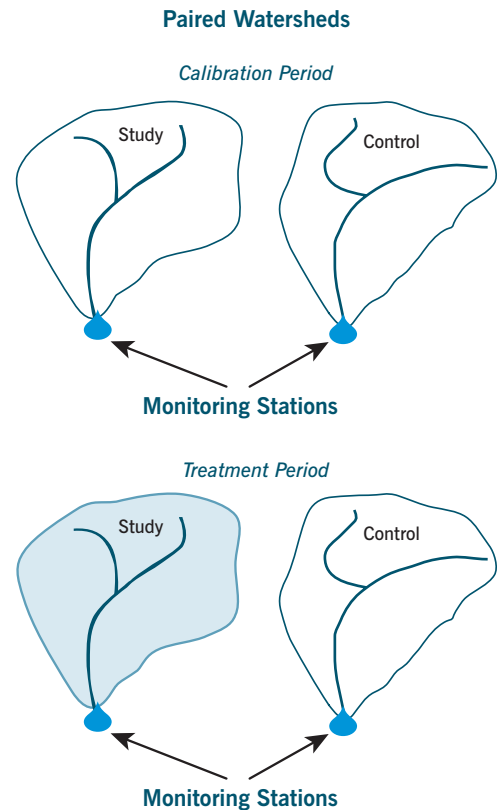 Paired Watersheds
Calibration Period
Study
Control
Monitoring Stations
Treatment Period
Study
Control
Monitoring Stations